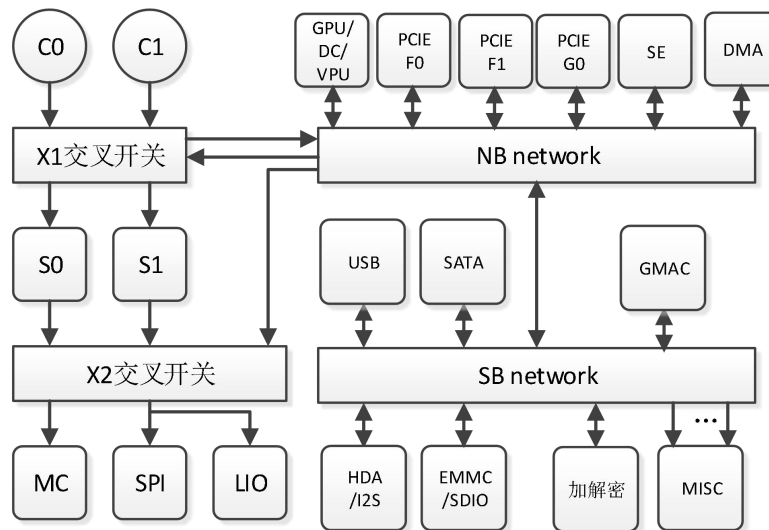 C0
C1
GPU/
DC/
VPU
PCIE
F0
PCIE
F1
PCIE
G0
SE
DMA
X1交叉开关
NB network
S0
S1
USB
SATA
GMAC
X2交叉开关
SB network
...
MC
SPI
LIO
HDA
/I2S
EMMC
/SDIO
加解密
MISC